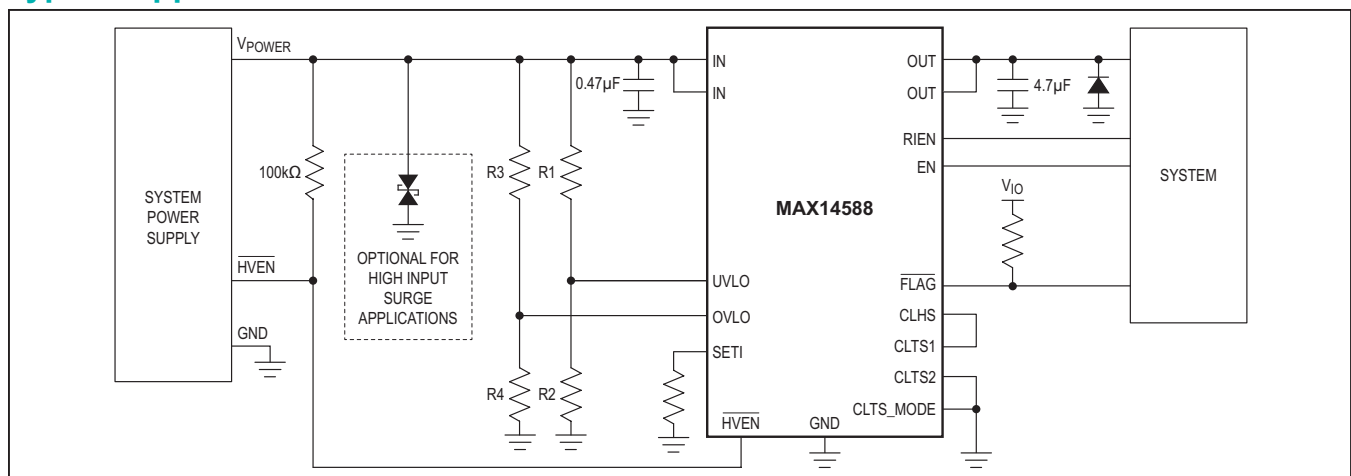 VPOWER
SYSTEM
POWER
SUPPLY
HVEN
GND
100kΩ
OPTIONAL FOR
HIGH INPUT
SURGE
APPLICATIONS
R3
R1
R4
R2
0.47µF
IN
IN
UVLO
OVLO
SETI
HVEN
GND
MAX14588
OUT
OUT
RIEN
EN
FLAG
CLHS
CLTS1
CLTS2
CLTS_MODE
4.7µF
VIO
SYSTEM